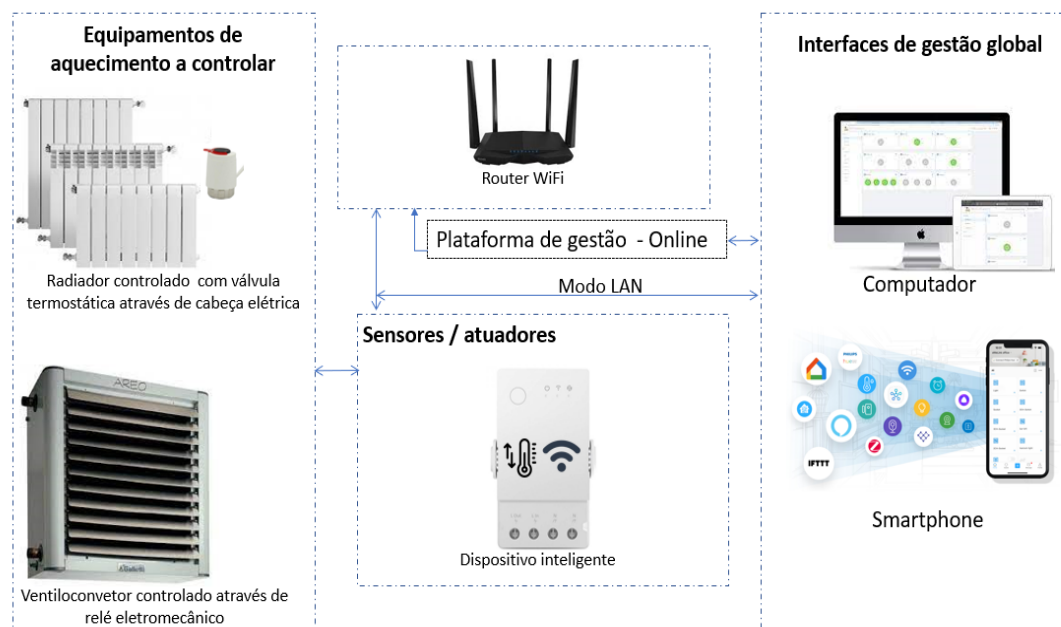 Equipamentos de
aquecimento a controlar
Radiador controlado com válvula
termostática através de cabeça elétrica
AREO
Ventiloconvetor controlado através de
relé eletromecânico
Router WiFi
Plataforma de gestão - Online
Modo LAN
Sensores / atuadores
Dispositivo inteligente
Interfaces de gestão global
Computador
PHILIPS
IFTTT
Smartphone